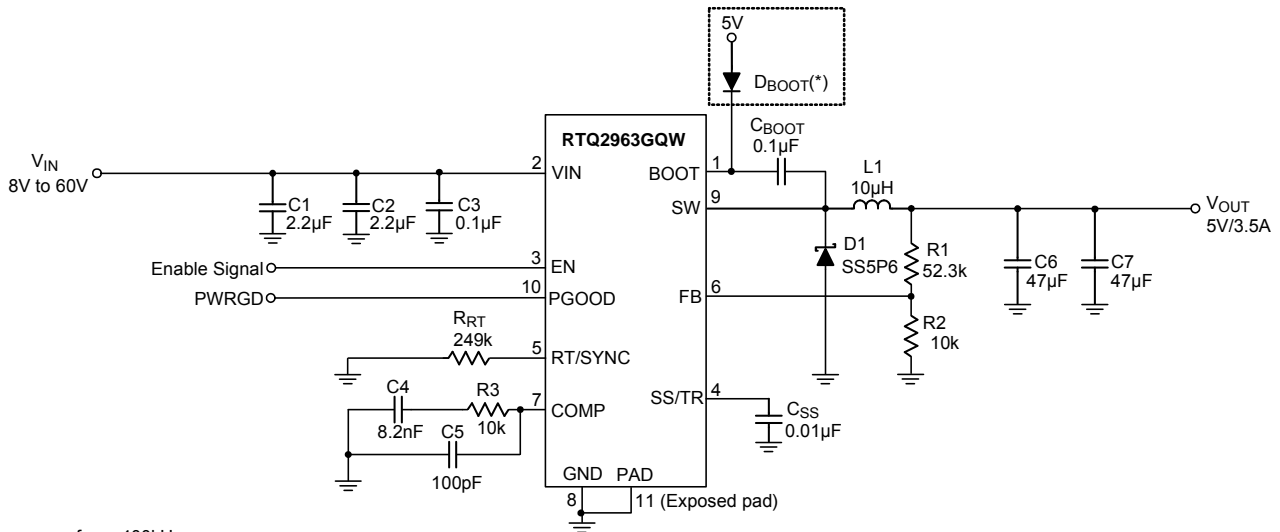 5V
DBOOT(*)
RTQ2963GQW
CBOOT
0.1µF
VIN
8V to 60V
2
VIN
BOOT
1
L1
10µH
SW
9
VOUT
5V/3.5A
C1
2.2µF
C2
2.2µF
C3
0.1µF
D1
SS5P6
R1
52.3k
C6
47µF
C7
47µF
Enable Signal
3
EN
PWRGD
10
PGOOD
FB
6
R2
10k
RRT
249k
5
RT/SYNC
SS/TR
4
CSS
0.01µF
C4
8.2nF
R3
10k
7
COMP
C5
100pF
GND
PAD
8
11 (Exposed pad)